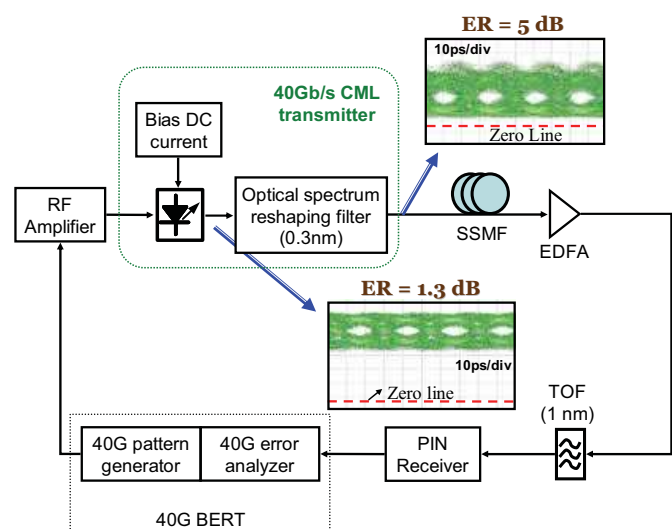 ER = 5 dB
10ps/div
Zero Line
40Gb/s CML
transmitter
Bias DC
current
RF
Amplifier
Optical spectrum
reshaping filter
(0.3nm)
SSMF
EDFA
ER = 1.3 dB
10ps/div
Zero line
TOF
(1 nm)
40G pattern
generator
40G error
analyzer
PIN
Receiver
40G BERT